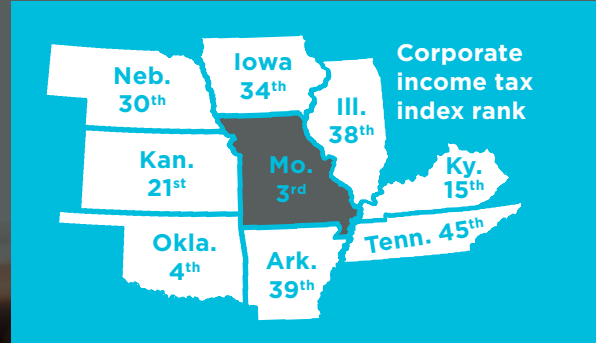 Corporate
income tax
index rank
Neb.
30th
Iowa
34th
Ill.
38th
Kan.
21st
Mo.
3rd
Ky.
15th
Okla.
4th
Ark.
39th
Tenn. 45th